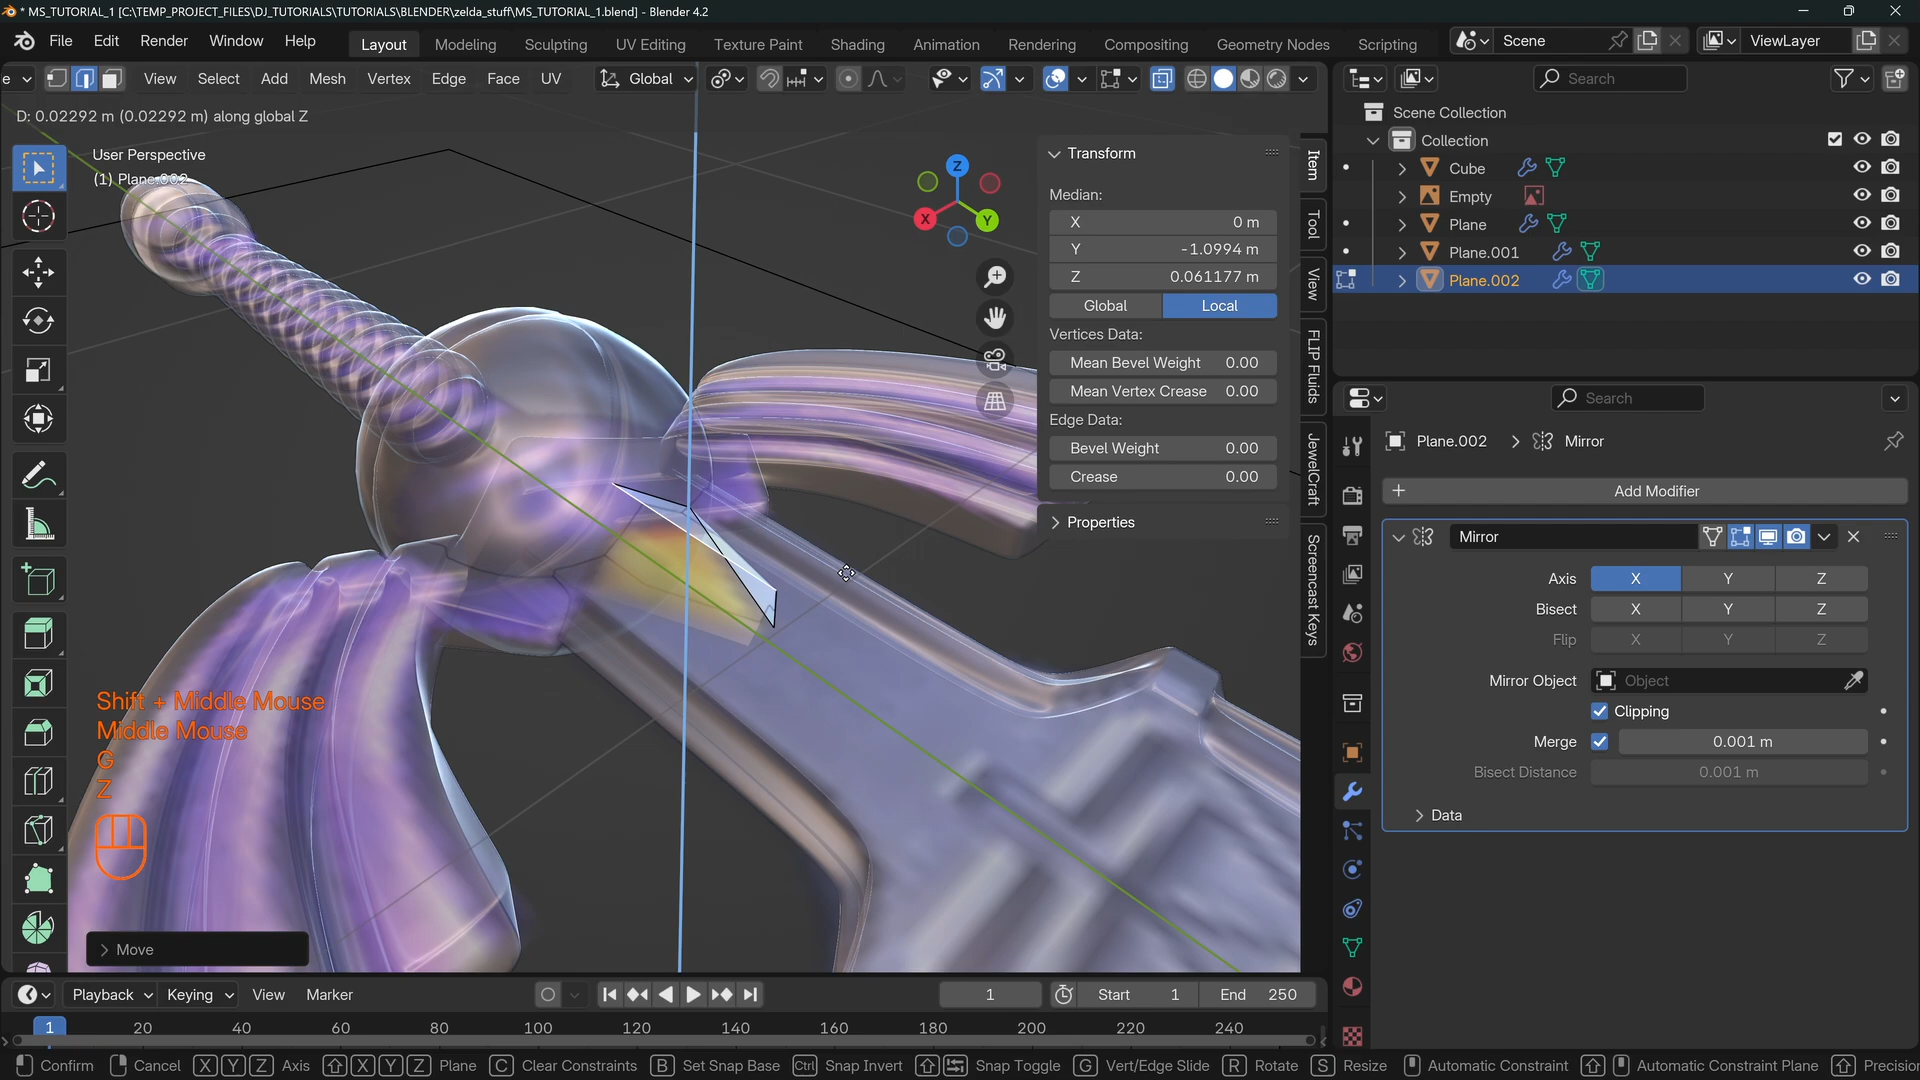 * MS_TUTORIAL_1 [C:\TEMP_PROJECT_FILES\DJ_TUTORIALS\TUTORIALS\BLENDER\zelda_stuff\MS_TUTORIAL_1.blend] - Blender 4.2
File Edit Render Window Help Layout Modeling Sculpting UV Editing Texture Paint Shading Animation Rendering Compositing Geometry Nodes Scripting Scene ViewLayer
e View Select Add Mesh Vertex Edge Face UV Global Search
D: 0.02292 m (0.02292 m) along global Z
User Perspective
(1) Plane.002
Z
X
Y
Transform
Median:
X 0 m
Y -1.0994 m
Z 0.061177 m
Global Local
Vertices Data:
Mean Bevel Weight 0.00
Mean Vertex Crease 0.00
Edge Data:
Bevel Weight 0.00
Crease 0.00
Properties
Item
Tool
View
FLIP Fluids
JewelCraft
Screencast Keys
Scene Collection
Collection
Cube
Empty
Plane
Plane.001
Plane.002
Search
Plane.002 Mirror
Add Modifier
Mirror
Axis X Y Z
Bisect X Y Z
Flip X Y Z
Mirror Object Object
Clipping
Merge 0.001 m
Bisect Distance 0.001 m
Data
Shift + Middle Mouse
Middle Mouse
G
Z
Move
Playback Keying View Marker 1 Start 1 End 250
1 20 40 60 80 100 120 140 160 180 200 220 240
Confirm Cancel X Y Z Axis X Y Z Plane C Clear Constraints B Set Snap Base Ctrl Snap Invert Snap Toggle G Vert/Edge Slide R Rotate S Resize Automatic Constraint Automatic Constraint Plane Precision